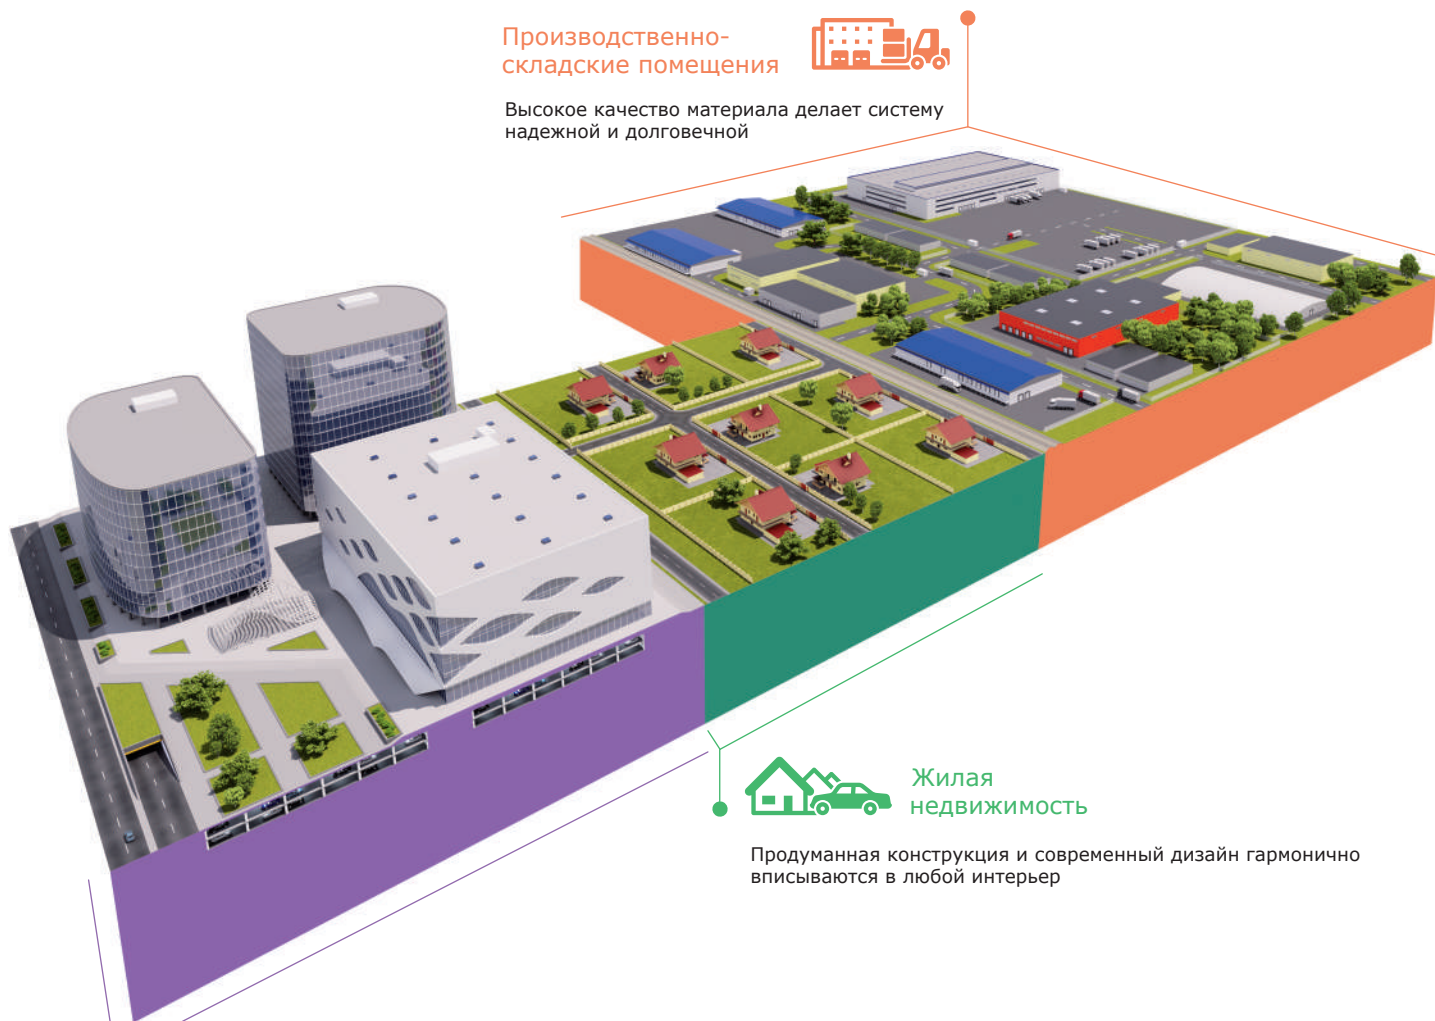 Производственно-
складские помещения
Высокое качество материала делает систему
надежной и долговечной
Жилая
недвижимость
Продуманная конструкция и современный дизайн гармонично
вписываются в любой интерьер